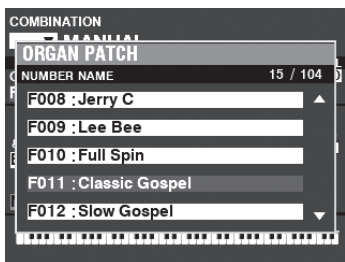 COMBINATION
MANUAL
ORGAN PATCH
NUMBER NAME 15 / 104
F008 :Jerry C
F009 :Lee Bee
F010 :Full Spin
F011 :Classic Gospel
F012 :Slow Gospel